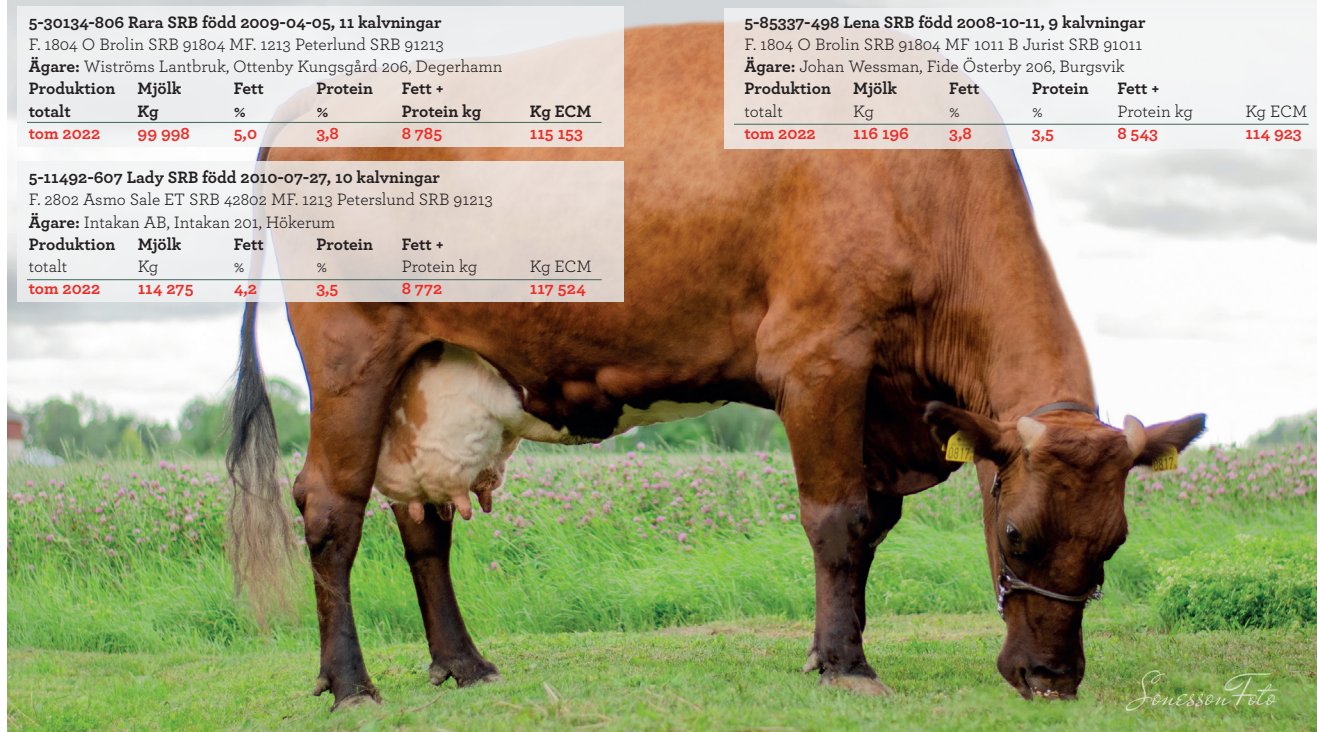 5-30134-806 Rara SRB född 2009-04-05, 11 kalvningar
F. 1804 O Brolin SRB 91804 MF. 1213 Peterlund SRB 91213
Ägare: Wiströms Lantbruk, Ottenby Kungsgård 206, Degerhamn
Produktion Mjölk Fett Protein Fett +
totalt Kg % % Protein kg Kg ECM
tom 2022 99 998 5,0 3,8 8 785 115 153
5-11492-607 Lady SRB född 2010-07-27, 10 kalvningar
F. 2802 Asmo Sale ET SRB 42802 MF. 1213 Peterslund SRB 91213
Ägare: Intakan AB, Intakan 201, Hökerum
Produktion Mjölk Fett Protein Fett +
totalt Kg % % Protein kg Kg ECM
tom 2022 114 275 4,2 3,5 8 772 117 524
5-85337-498 Lena SRB född 2008-10-11, 9 kalvningar
F. 1804 O Brolin SRB 91804 MF 1011 B Jurist SRB 91011
Ägare: Johan Wessman, Fide Österby 206, Burgsvik
Produktion Mjölk Fett Protein Fett +
totalt Kg % % Protein kg Kg ECM
tom 2022 116 196 3,8 3,5 8 543 114 923
0817
0817
SonessonFoto